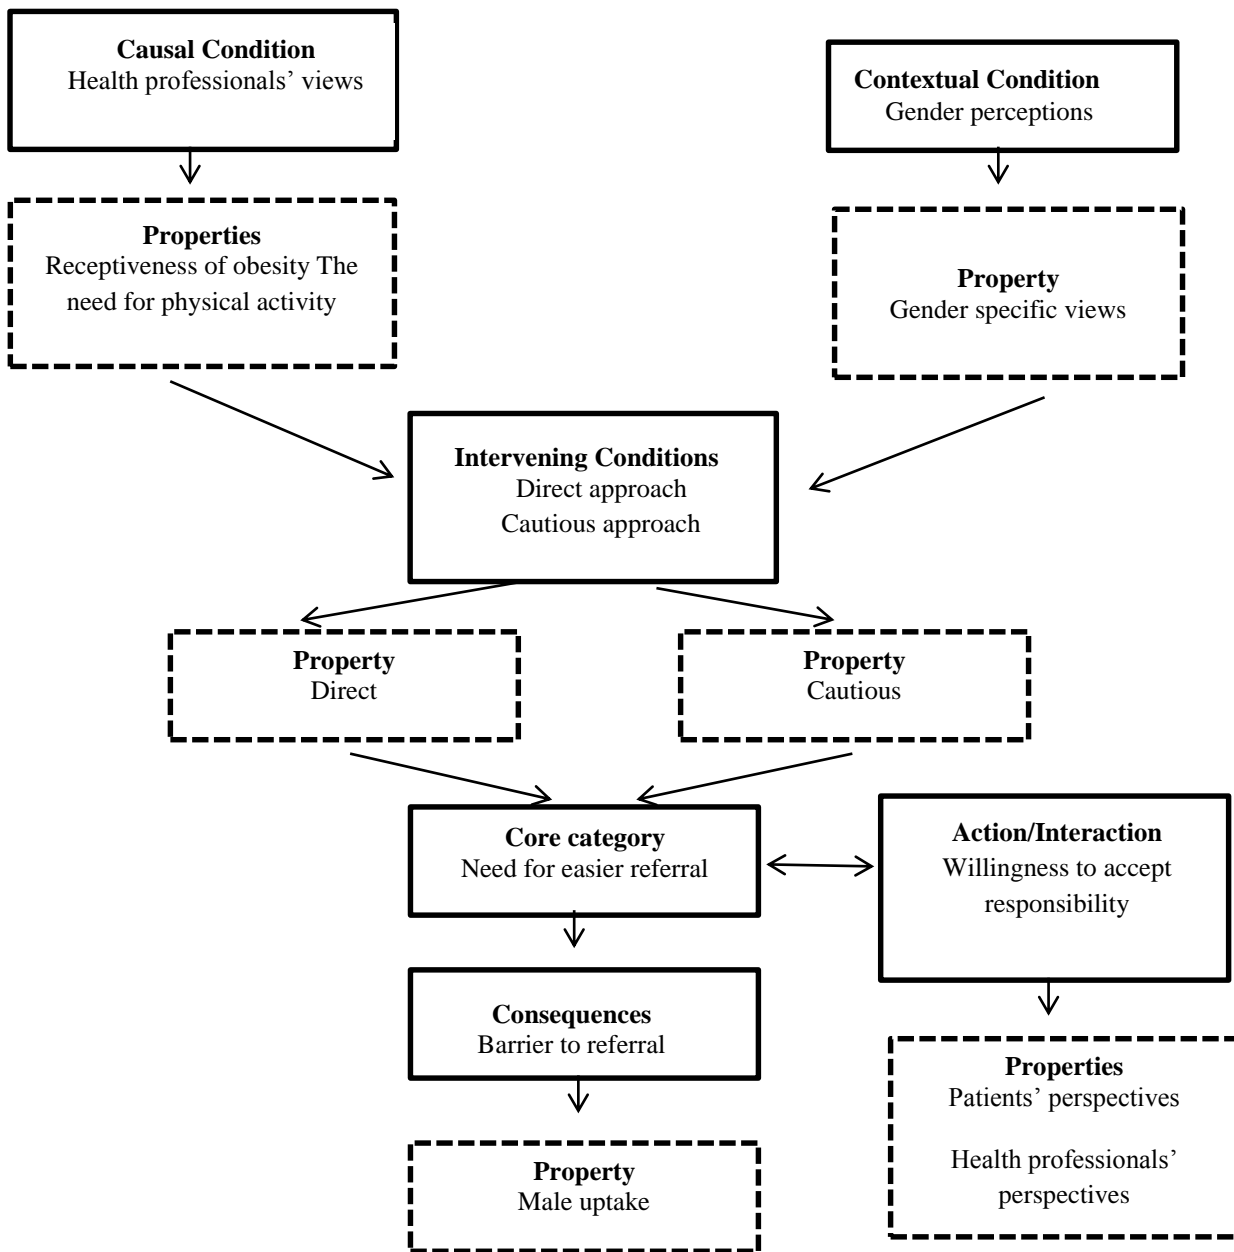 Causal Condition
Health professionals’ views
Contextual Condition
Gender perceptions
Properties
Receptiveness of obesity The
need for physical activity
Property
Gender specific views
Intervening Conditions
Direct approach
Cautious approach
Property
Direct
Property
Cautious
Core category
Need for easier referral
Action/Interaction
Willingness to accept
responsibility
Consequences
Barrier to referral
Properties
Patients’ perspectives
Health professionals’
perspectives
Property
Male uptake